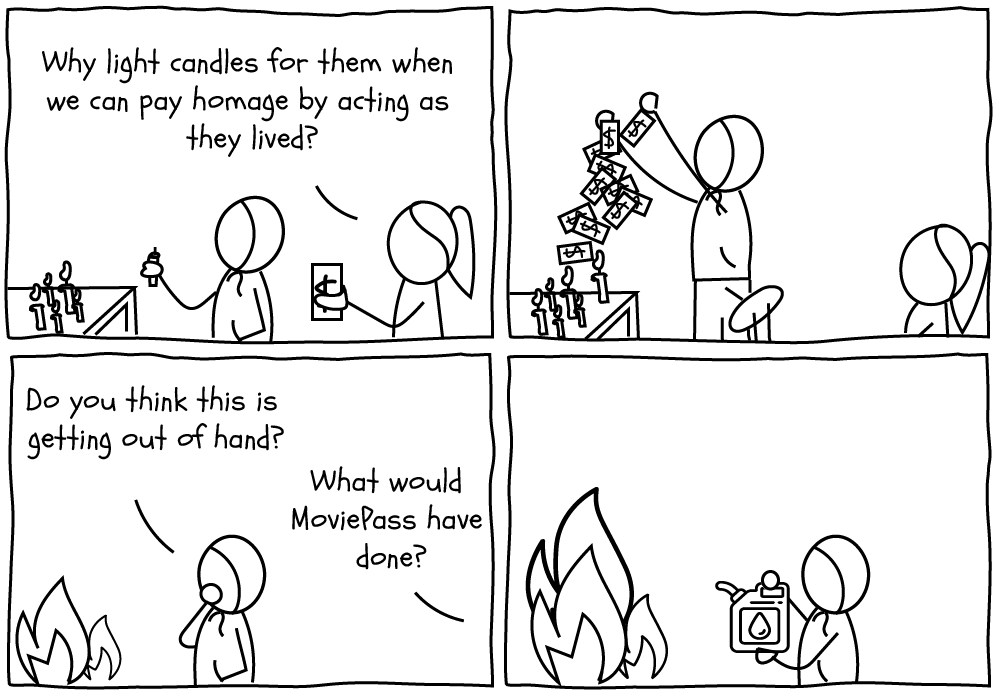 Why light candles for them when
we can pay homage by acting as
they lived?
$
$
$
$
$
$
$
$
$
$
$
Do you think this is
getting out of hand?
What would
MoviePass have
done?